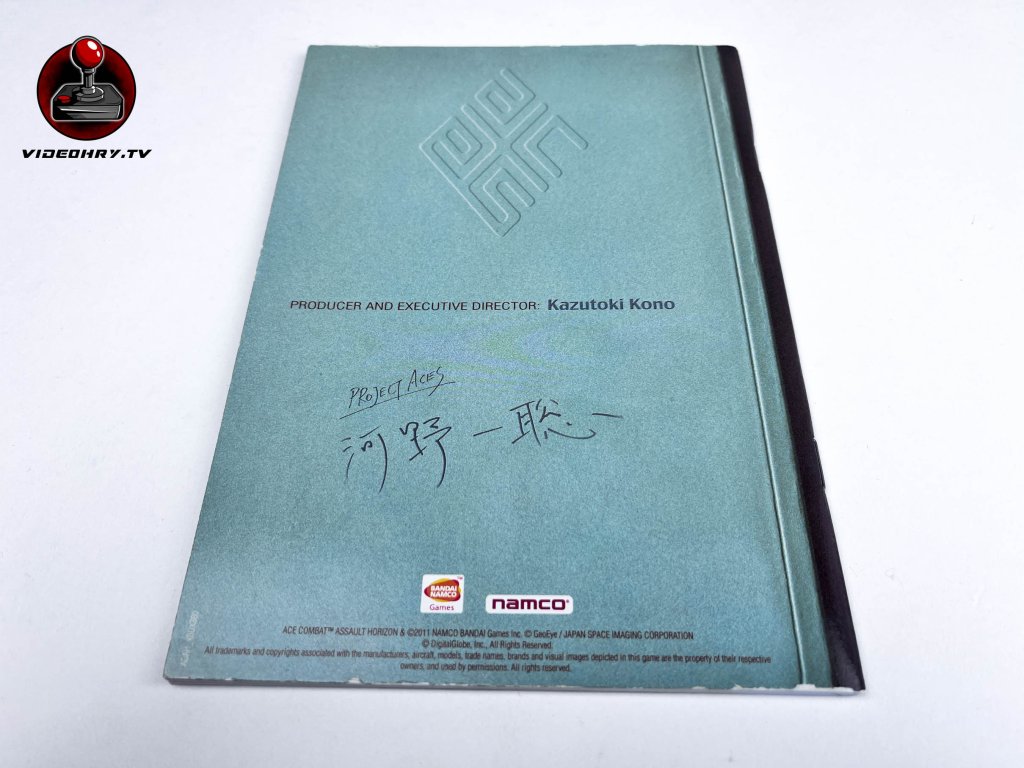 VIDEOHRY.TV
PRODUCER AND EXECUTIVE DIRECTOR: Kazutoki Kono
PROJECT ACES
河野一聡
BANDAI NAMCO Games
namco
ACE COMBAT™ ASSAULT HORIZON & ©2011 NAMCO BANDAI Games Inc. © GeoEye / JAPAN SPACE IMAGING CORPORATION
© DigitalGlobe, Inc., All Rights Reserved.
All trademarks and copyrights associated with the manufacturers, aircraft, models, trade names, brands and visual images depicted in this game are the property of their respective
owners, and used by permissions. All rights reserved.